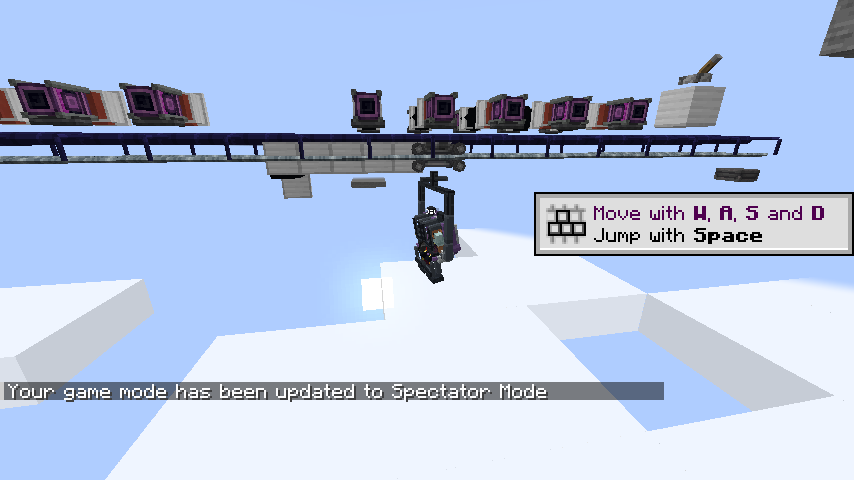 Move with W, A, S and D
Jump with Space
Your game mode has been updated to Spectator Mode